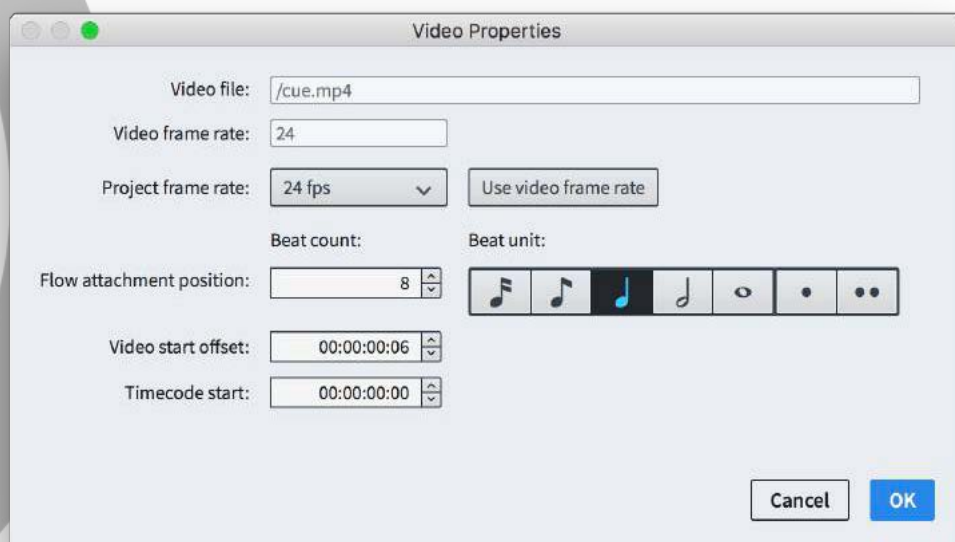 Video Properties
Video file: /cue.mp4
Video frame rate: 24
Project frame rate: 24 fps Use video frame rate
Beat count: Beat unit:
Flow attachment position: 8
Video start offset: 00:00:00:06
Timecode start: 00:00:00:00
Cancel OK